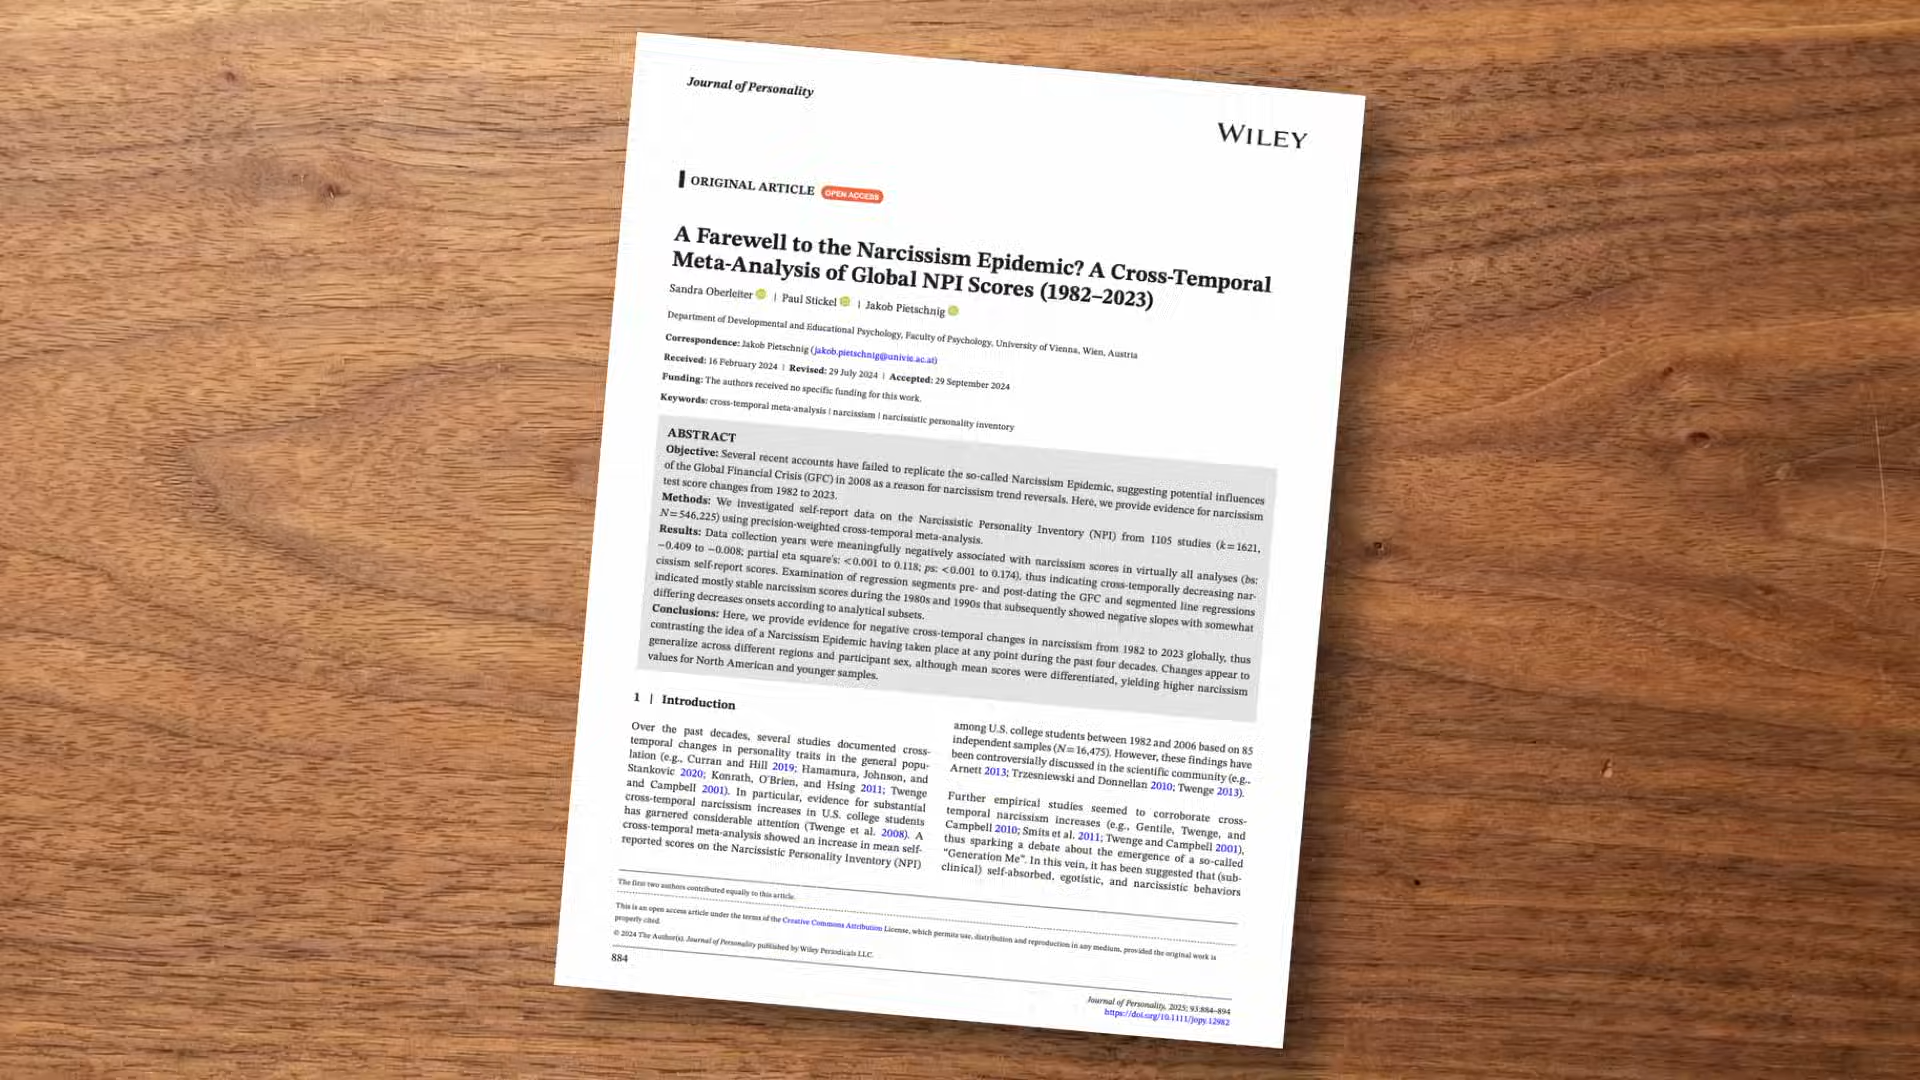 Journal of Personality
WILEY
ORIGINAL ARTICLE OPEN ACCESS
A Farewell to the Narcissism Epidemic? A Cross-Temporal
Meta-Analysis of Global NPI Scores (1982–2023)
Sandra Oberleiter | Paul Stickel | Jakob Pietschnig
Department of Developmental and Educational Psychology, Faculty of Psychology, University of Vienna, Wien, Austria
Correspondence: Jakob Pietschnig (jakob.pietschnig@univie.ac.at)
Received: 16 February 2024 | Revised: 29 July 2024 | Accepted: 29 September 2024
Funding: The authors received no specific funding for this work.
Keywords: cross-temporal meta-analysis | narcissism | narcissistic personality inventory
ABSTRACT
Objective: Several recent accounts have failed to replicate the so-called Narcissism Epidemic, suggesting potential influences
of the Global Financial Crisis (GFC) in 2008 as a reason for narcissism trend reversals. Here, we provide evidence for narcissism
test score changes from 1982 to 2023.
Methods: We investigated self-report data on the Narcissistic Personality Inventory (NPI) from 1105 studies (k=1621,
N=546,225) using precision-weighted cross-temporal meta-analysis.
Results: Data collection years were meaningfully negatively associated with narcissism scores in virtually all analyses (bs:
−0.409 to −0.008; partial eta square's: <0.001 to 0.118; ps: <0.001 to 0.174), thus indicating cross-temporally decreasing nar-
cissism self-report scores. Examination of regression segments pre- and post-dating the GFC and segmented line regressions
indicated mostly stable narcissism scores during the 1980s and 1990s that subsequently showed negative slopes with somewhat
differing decreases onsets according to analytical subsets.
Conclusions: Here, we provide evidence for negative cross-temporal changes in narcissism from 1982 to 2023 globally, thus
contrasting the idea of a Narcissism Epidemic having taken place at any point during the past four decades. Changes appear to
generalize across different regions and participant sex, although mean scores were differentiated, yielding higher narcissism
values for North American and younger samples.
1 | Introduction
Over the past decades, several studies documented cross-
temporal changes in personality traits in the general popu-
lation (e.g., Curran and Hill 2019; Hamamura, Johnson, and
Stankovic 2020; Konrath, O'Brien, and Hsing 2011; Twenge
and Campbell 2001). In particular, evidence for substantial
cross-temporal narcissism increases in U.S. college students
has garnered considerable attention (Twenge et al. 2008). A
cross-temporal meta-analysis showed an increase in mean self-
reported scores on the Narcissistic Personality Inventory (NPI)
among U.S. college students between 1982 and 2006 based on 85
independent samples (N=16,475). However, these findings have
been controversially discussed in the scientific community (e.g.,
Arnett 2013; Trzesniewski and Donnellan 2010; Twenge 2013).
Further empirical studies seemed to corroborate cross-
temporal narcissism increases (e.g., Gentile, Twenge, and
Campbell 2010; Smits et al. 2011; Twenge and Campbell 2001),
thus sparking a debate about the emergence of a so-called
"Generation Me". In this vein, it has been suggested that (sub-
clinical) self-absorbed, egotistic, and narcissistic behaviors
The first two authors contributed equally to this article.
This is an open access article under the terms of the Creative Commons Attribution License, which permits use, distribution and reproduction in any medium, provided the original work is
properly cited.
© 2024 The Author(s). Journal of Personality published by Wiley Periodicals LLC.
884
Journal of Personality, 2025; 93:884–894
https://doi.org/10.1111/jopy.12982